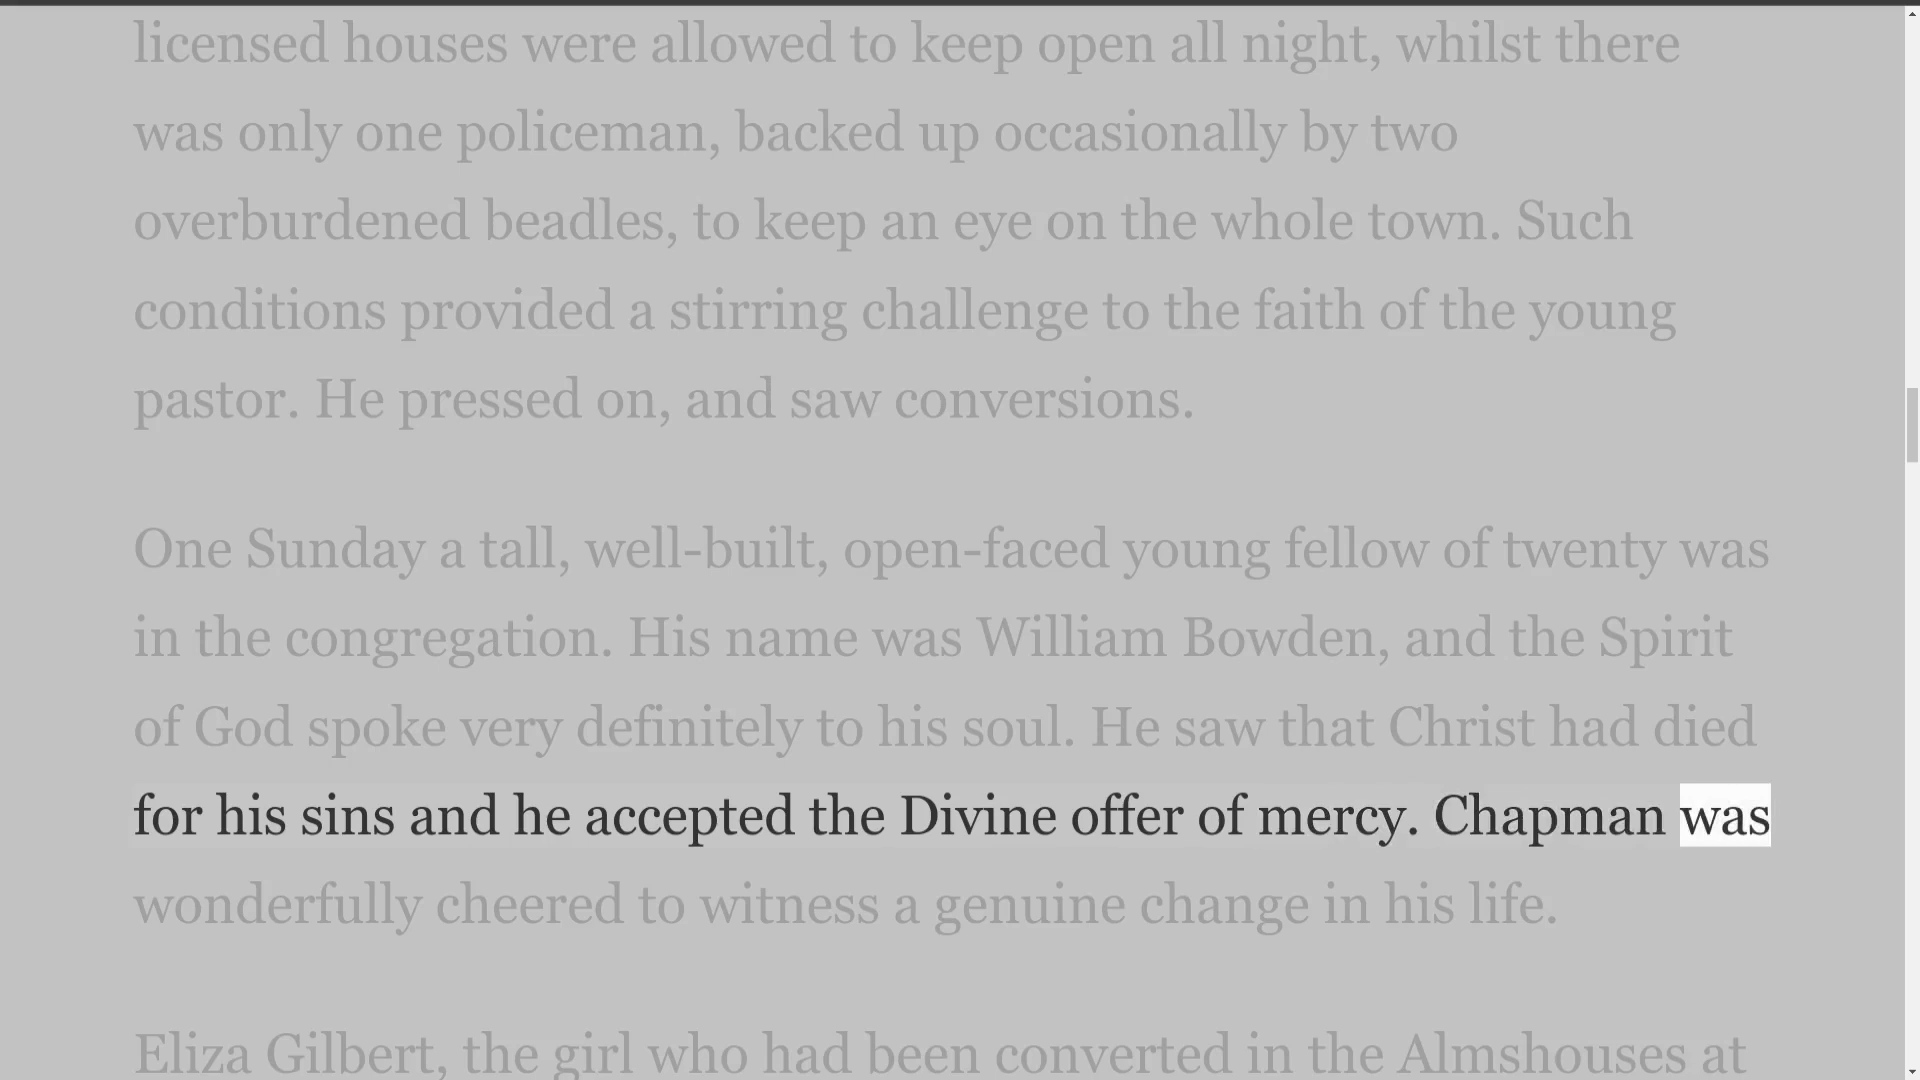 licensed houses were allowed to keep open all night, whilst there
was only one policeman, backed up occasionally by two
overburdened beadles, to keep an eye on the whole town. Such
conditions provided a stirring challenge to the faith of the young
pastor. He pressed on, and saw conversions.
One Sunday a tall, well-built, open-faced young fellow of twenty was
in the congregation. His name was William Bowden, and the Spirit
of God spoke very definitely to his soul. He saw that Christ had died
for his sins and he accepted the Divine offer of mercy. Chapman was
wonderfully cheered to witness a genuine change in his life.
Eliza Gilbert, the girl who had been converted in the Almshouses at